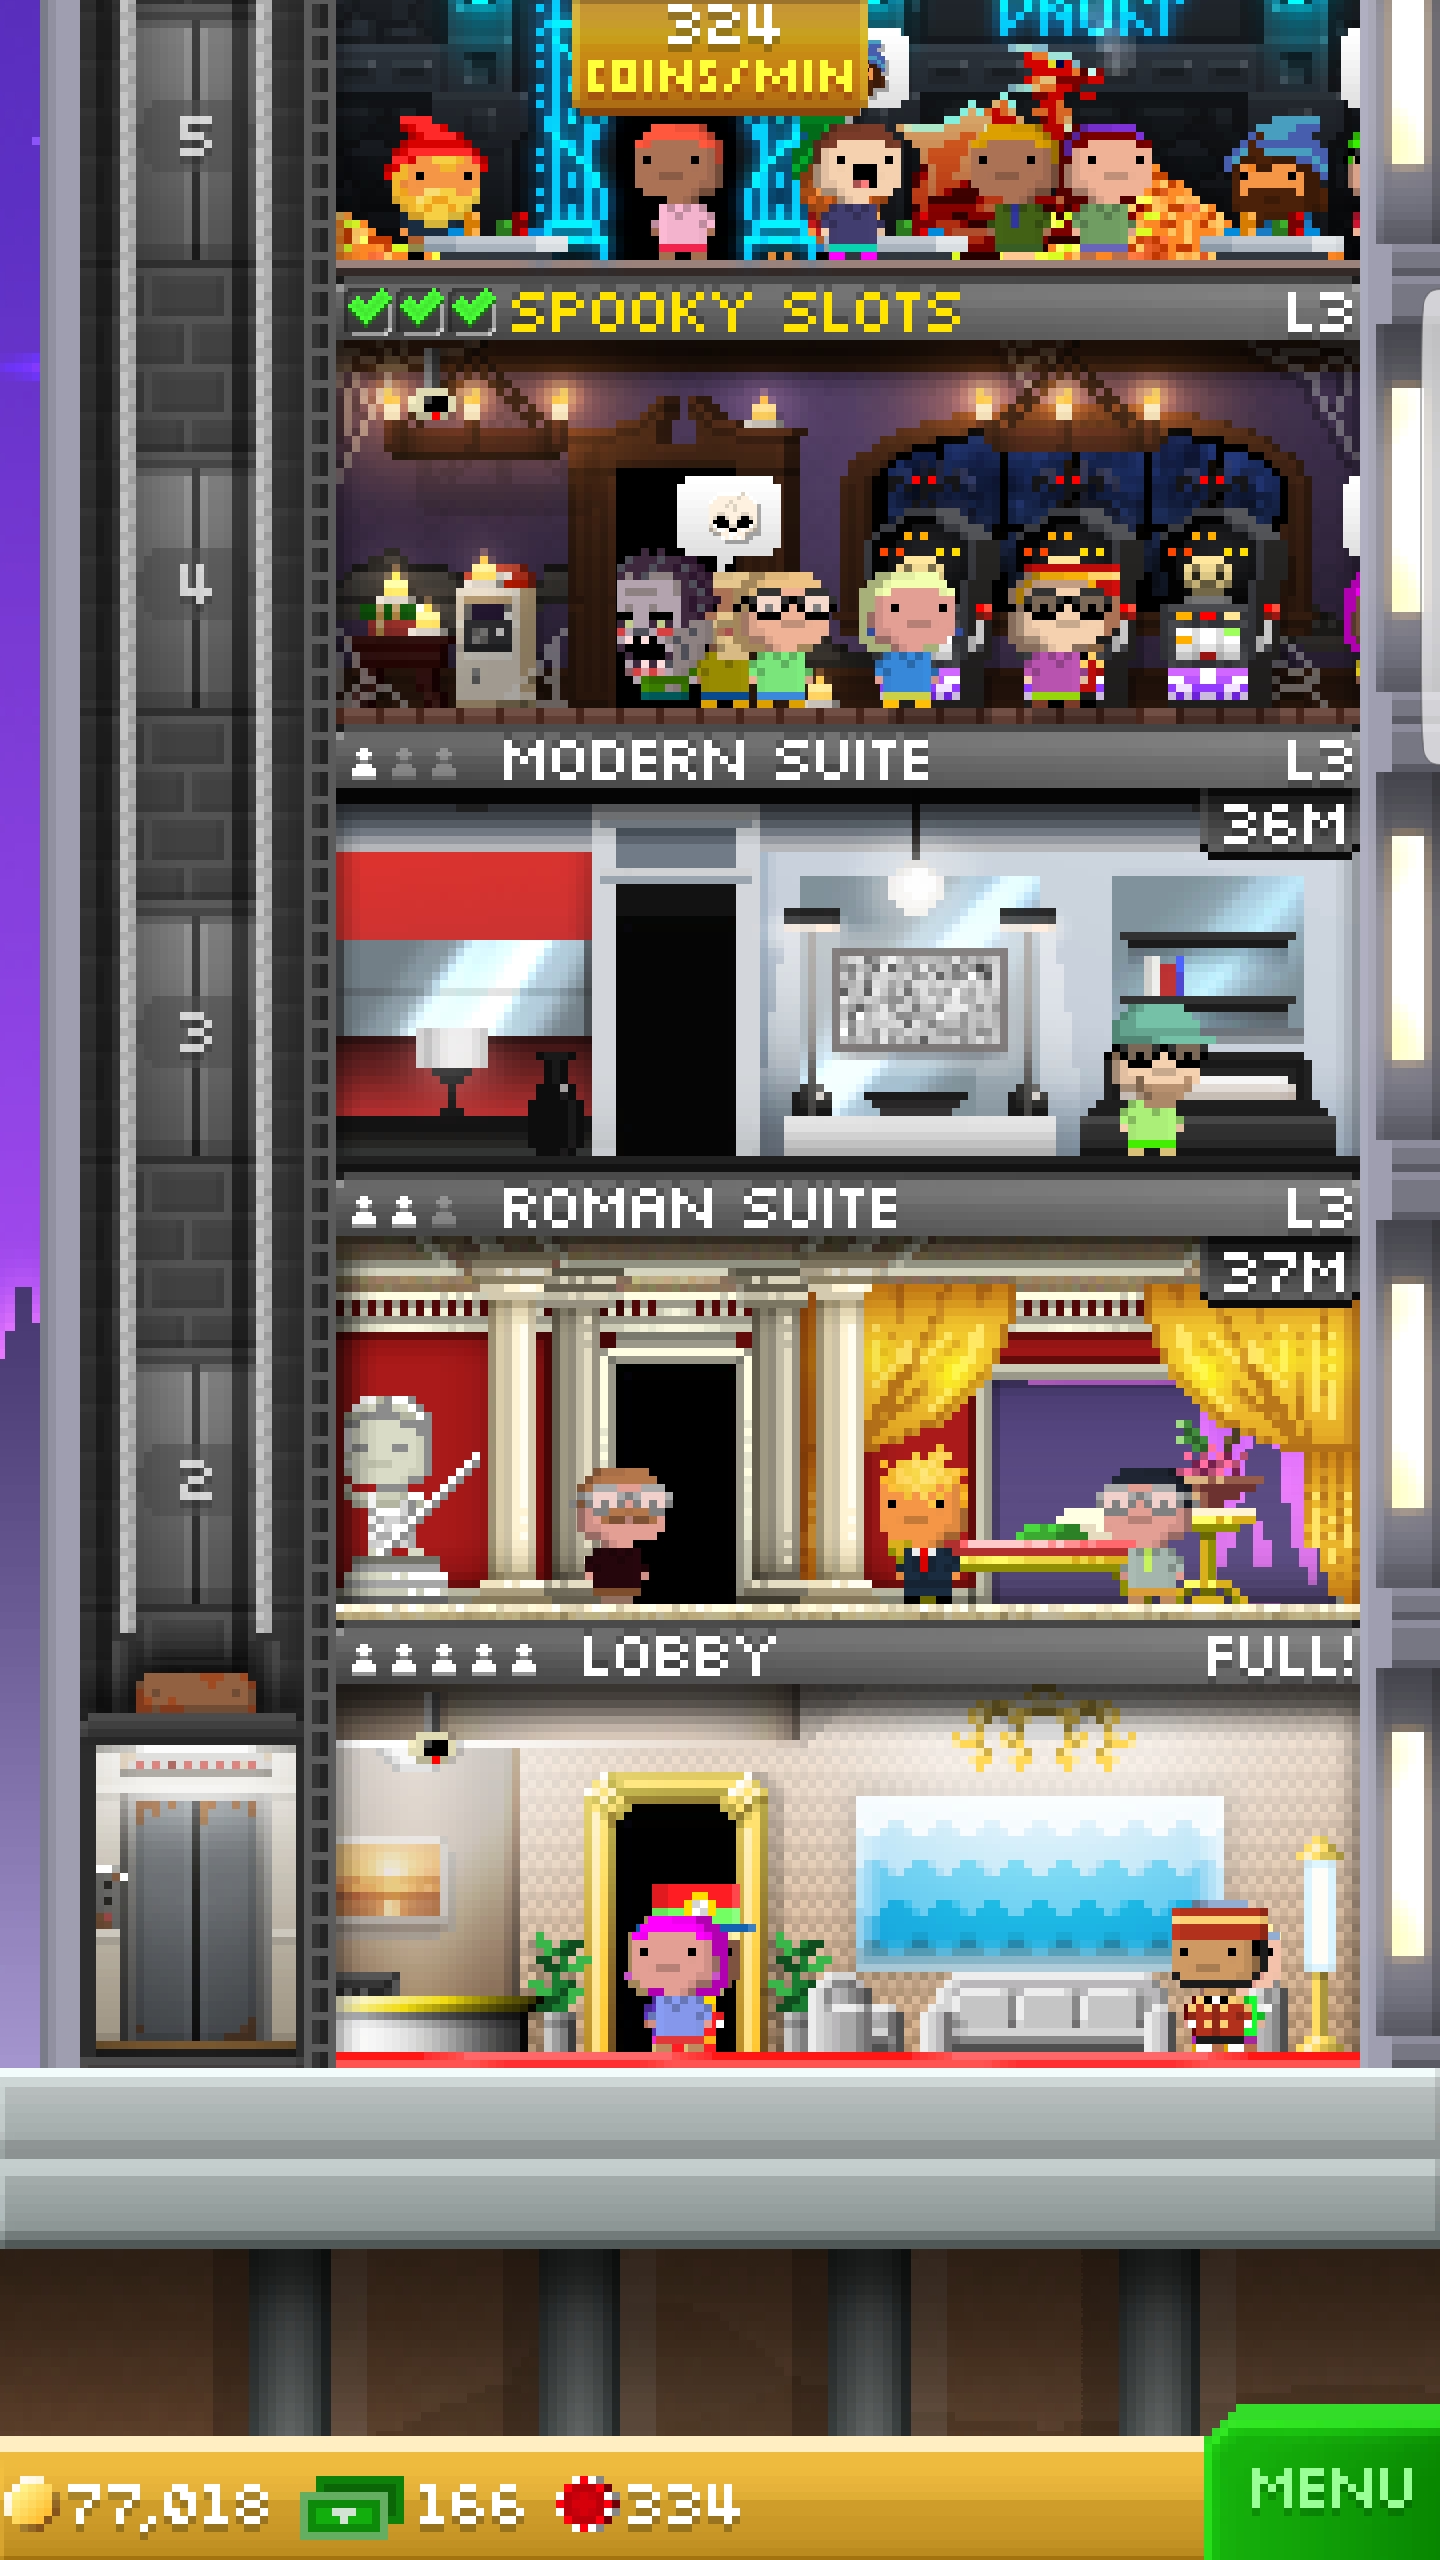 324
COINS/MIN
5
SPOOKY SLOTS L3
4
MODERN SUITE L3
36M
3
ROMAN SUITE L3
37M
2
LOBBY FULL!
77,018 166 334
MENU